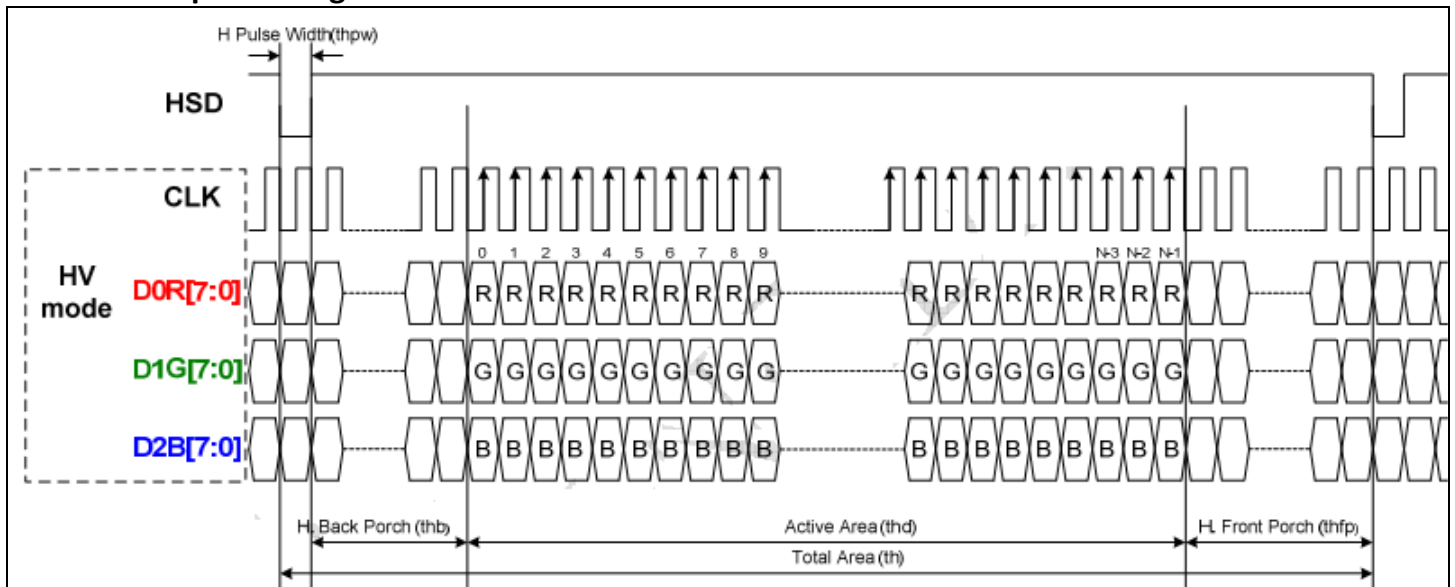 H Pulse Width(thpw)
HSD
CLK
0 1 2 3 4 5 6 7 8 9 N-3 N-2 N-1
HV
mode
D0R[7:0] R R R R R R R R R R R R R R R R R R R
D1G[7:0] G G G G G G G G G G G G G G G G G G G
D2B[7:0] B B B B B B B B B B B B B B B B B B B
H. Back Porch (thb) Active Area (thd) H. Front Porch (thfp)
Total Area (th)